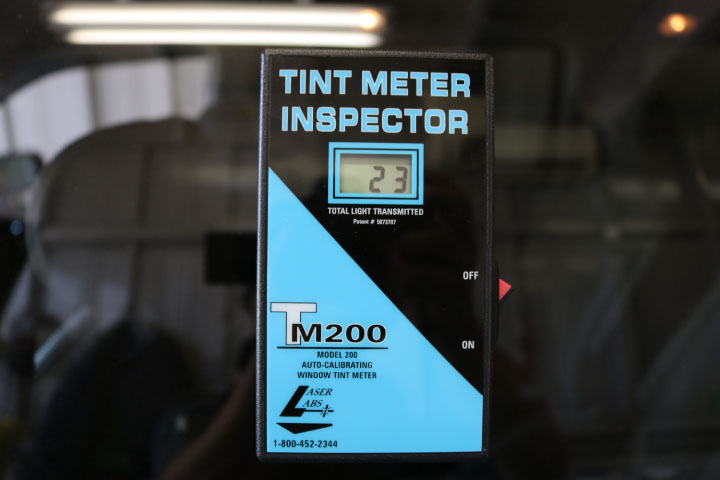 TINT METER
INSPECTOR
23
TOTAL LIGHT TRANSMITTED
Patent # 5073707
OFF
ON
TM200
MODEL 200
AUTO-CALIBRATING
WINDOW TINT METER
LASER
LABS
1-800-452-2344